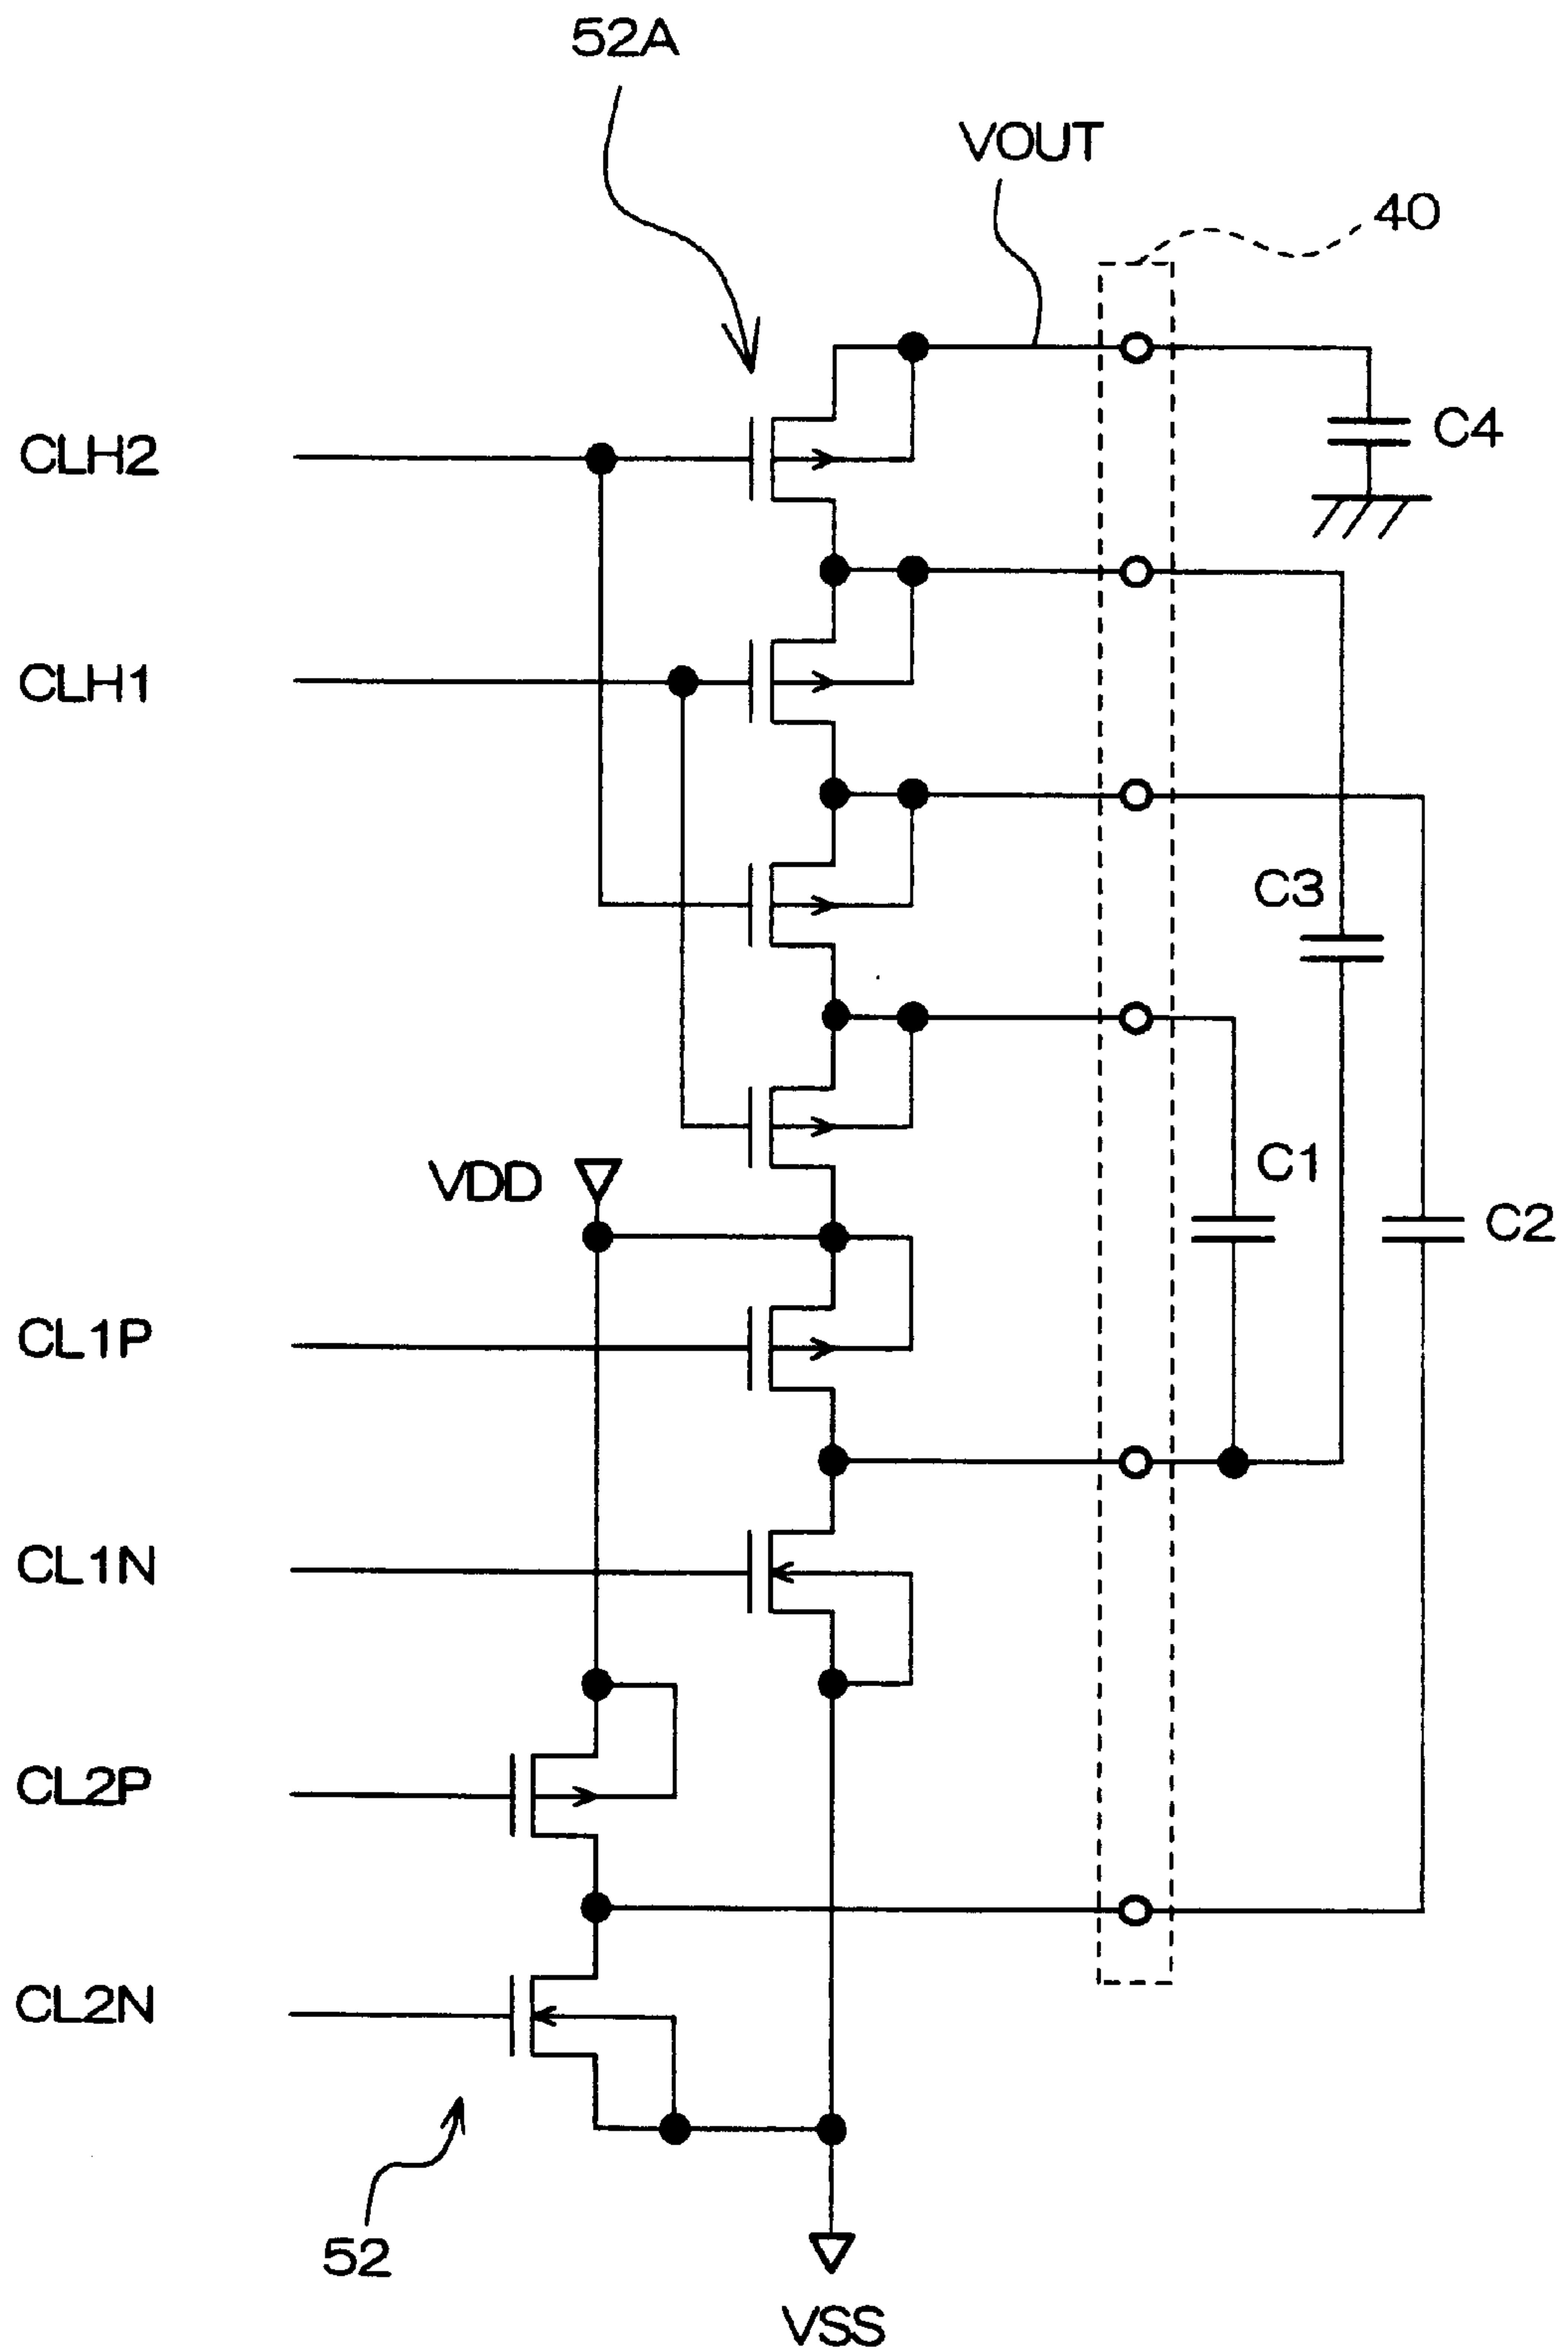 52A
VOUT
40
CLH2
C4
CLH1
C3
C1
VDD
C2
CL1P
CL1N
CL2P
CL2N
52
VSS